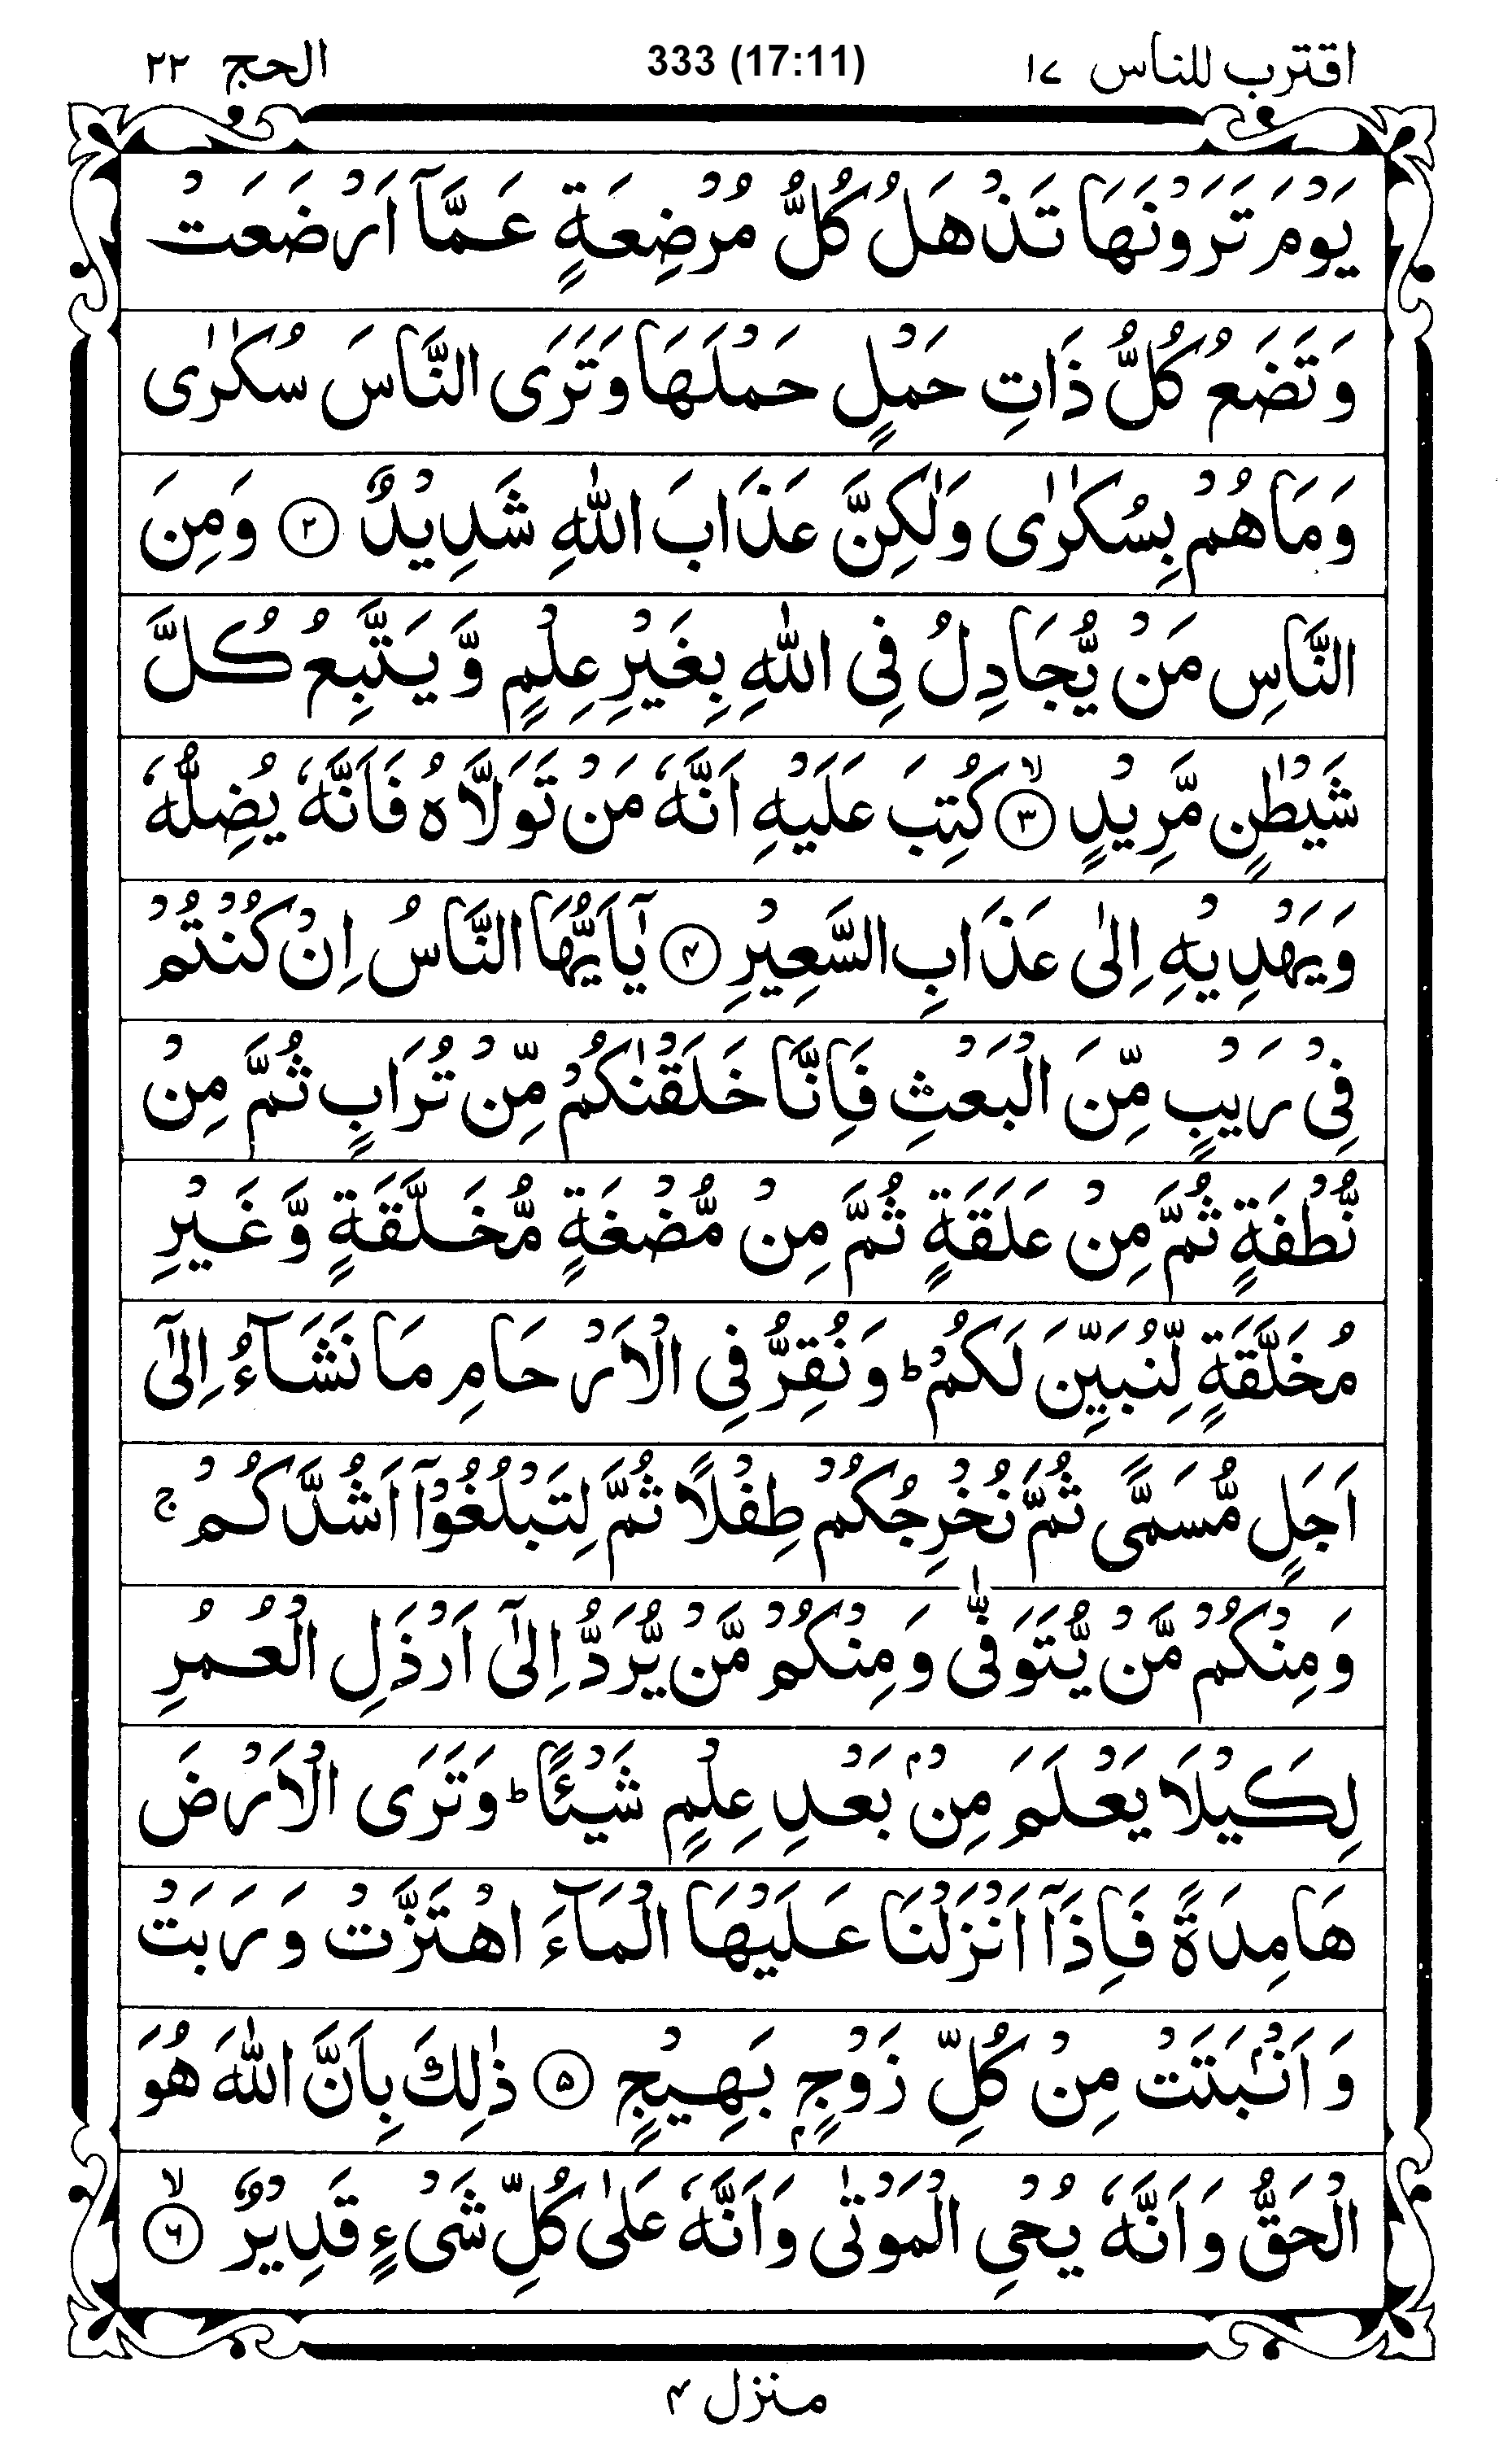 اقترب للناس ١٧
333 (17:11)
الحج ٢٢
يَوْمَ تَرَوْنَهَا تَذْهَلُ كُلُّ مُرْضِعَةٍ عَمَّآ اَرْضَعَتْ
وَتَضَعُ كُلُّ ذَاتِ حَمْلٍ حَمْلَهَا وَتَرَى النَّاسَ سُكٰرٰى
وَمَا هُمْ بِسُكٰرٰى وَلٰكِنَّ عَذَابَ اللّٰهِ شَدِيْدٌ ۝٢ وَمِنَ
النَّاسِ مَنْ يُّجَادِلُ فِى اللّٰهِ بِغَيْرِ عِلْمٍ وَّيَتَّبِعُ كُلَّ
شَيْطٰنٍ مَّرِيْدٍ ۝٣ۙ كُتِبَ عَلَيْهِ اَنَّهٗ مَنْ تَوَلَّاهُ فَاَنَّهٗ يُضِلُّهٗ
وَيَهْدِيْهِ اِلٰى عَذَابِ السَّعِيْرِ ۝٤ يٰٓاَيُّهَا النَّاسُ اِنْ كُنْتُمْ
فِيْ رَيْبٍ مِّنَ الْبَعْثِ فَاِنَّا خَلَقْنٰكُمْ مِّنْ تُرَابٍ ثُمَّ مِنْ
نُّطْفَةٍ ثُمَّ مِنْ عَلَقَةٍ ثُمَّ مِنْ مُّضْغَةٍ مُّخَلَّقَةٍ وَّغَيْرِ
مُخَلَّقَةٍ لِّنُبَيِّنَ لَكُمْ ؕ وَنُقِرُّ فِى الْاَرْحَامِ مَا نَشَآءُ اِلٰٓى
اَجَلٍ مُّسَمًّى ثُمَّ نُخْرِجُكُمْ طِفْلًا ثُمَّ لِتَبْلُغُوْٓا اَشُدَّكُمْ ۚ
وَمِنْكُمْ مَّنْ يُّتَوَفّٰى وَمِنْكُمْ مَّنْ يُّرَدُّ اِلٰٓى اَرْذَلِ الْعُمُرِ
لِكَيْلَا يَعْلَمَ مِنْۢ بَعْدِ عِلْمٍ شَيْئًا ؕ وَتَرَى الْاَرْضَ
هَامِدَةً فَاِذَآ اَنْزَلْنَا عَلَيْهَا الْمَآءَ اهْتَزَّتْ وَرَبَتْ
وَاَنْۢبَتَتْ مِنْ كُلِّ زَوْجٍۭ بَهِيْجٍ ۝٥ ذٰلِكَ بِاَنَّ اللّٰهَ هُوَ
الْحَقُّ وَاَنَّهٗ يُحْيِ الْمَوْتٰى وَاَنَّهٗ عَلٰى كُلِّ شَيْءٍ قَدِيْرٌ ۝٦ۙ
منزل ٤